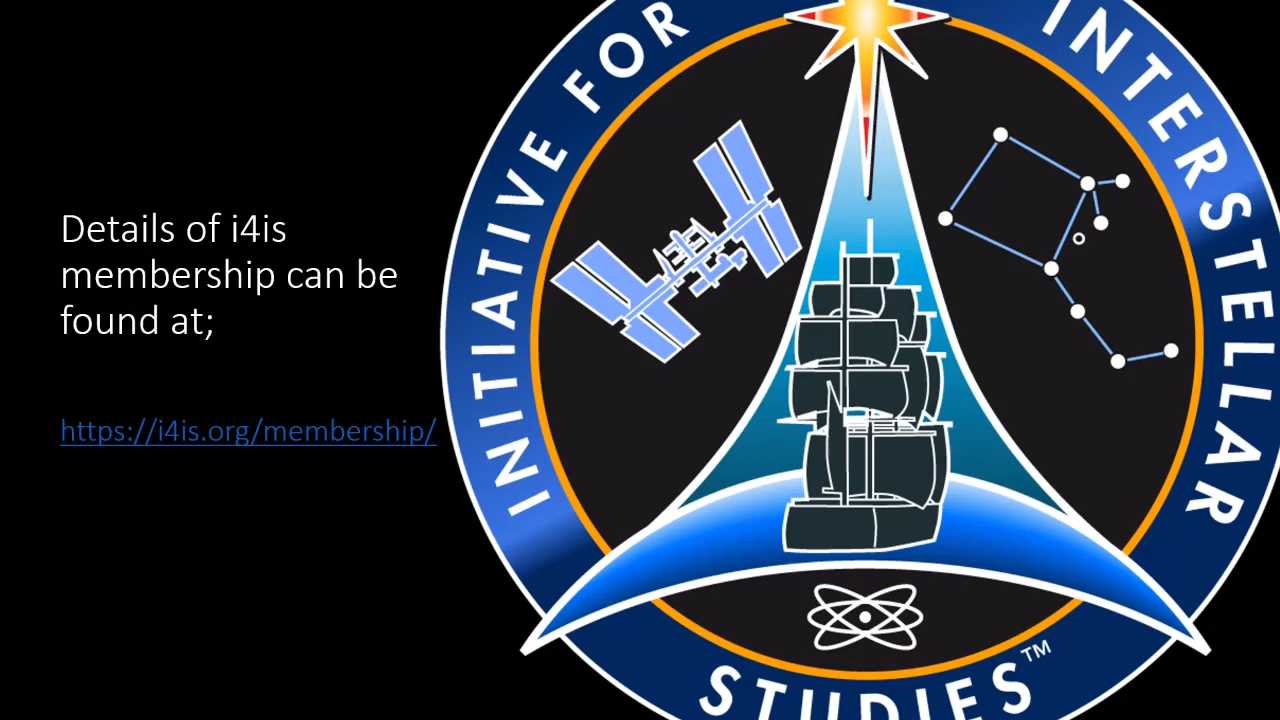 Details of i4is
membership can be
found at;
https://i4is.org/membership/
INITIATIVE FOR
INTERSTELLAR
STUDIES™